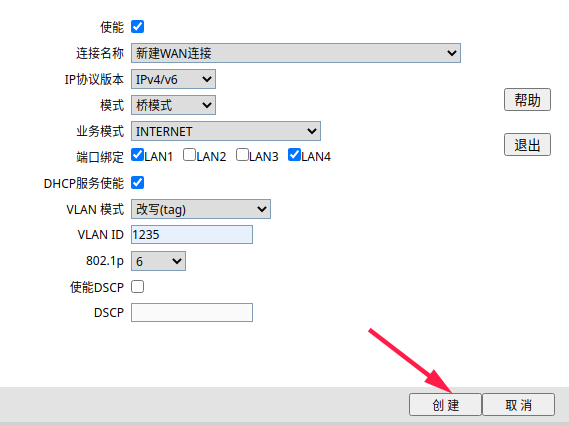 使能
连接名称 新建WAN连接
IP协议版本 IPv4/v6
帮助
模式 桥模式
业务模式 INTERNET
退出
端口绑定 LAN1 LAN2 LAN3 LAN4
DHCP服务使能
VLAN 模式 改写(tag)
VLAN ID 1235
802.1p 6
使能DSCP
DSCP
创 建 取 消